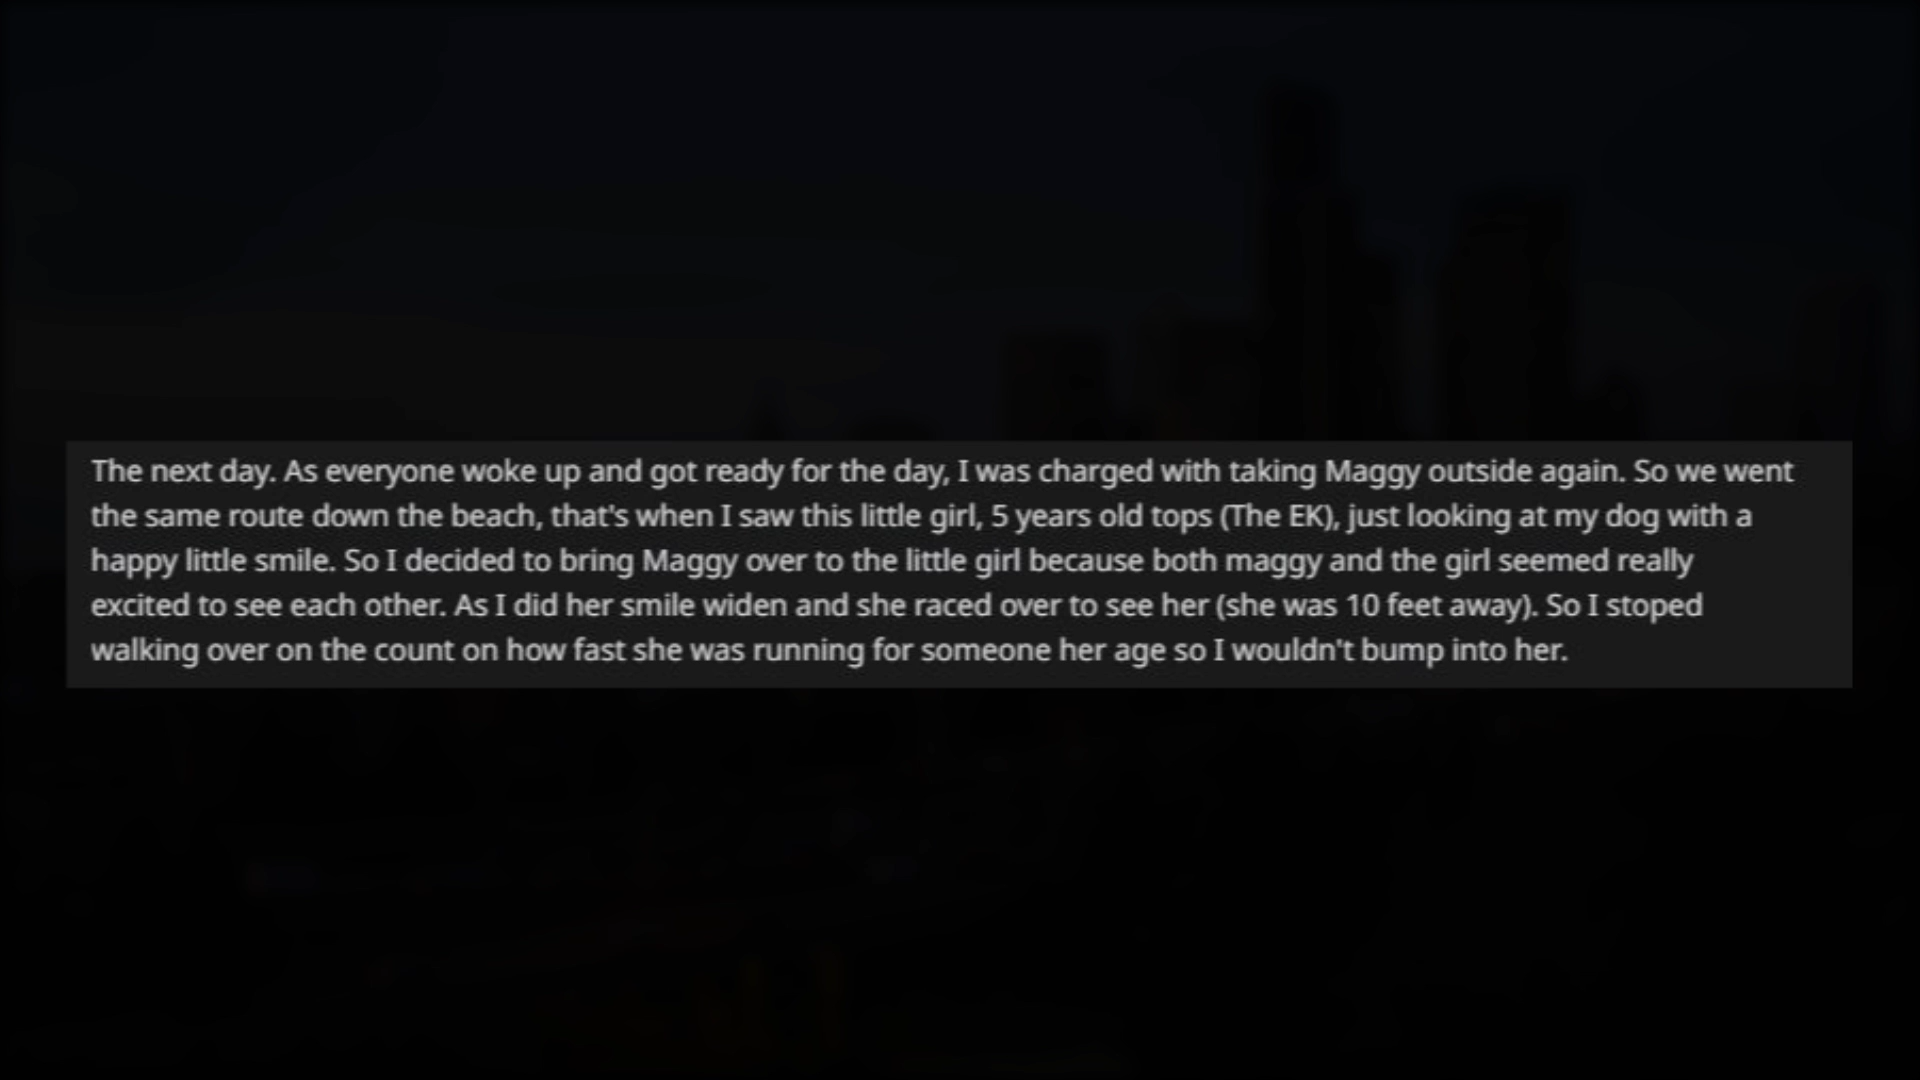 The next day. As everyone woke up and got ready for the day, I was charged with taking Maggy outside again. So we went
the same route down the beach, that's when I saw this little girl, 5 years old tops (The EK), just looking at my dog with a
happy little smile. So I decided to bring Maggy over to the little girl because both maggy and the girl seemed really
excited to see each other. As I did her smile widen and she raced over to see her (she was 10 feet away). So I stoped
walking over on the count on how fast she was running for someone her age so I wouldn't bump into her.